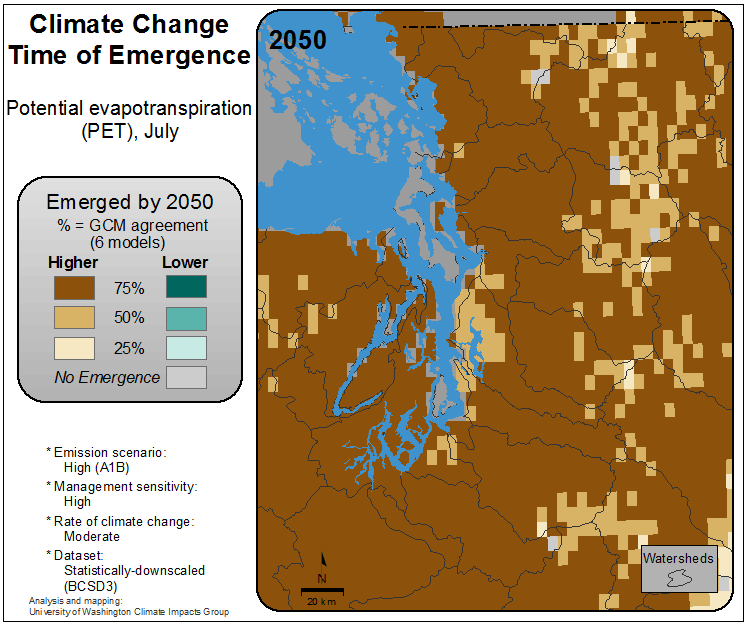 Climate Change
Time of Emergence
Potential evapotranspiration
(PET), July
Emerged by 2050
% = GCM agreement
(6 models)
Higher Lower
75%
50%
25%
No Emergence
* Emission scenario:
High (A1B)
* Management sensitivity:
High
* Rate of climate change:
Moderate
* Dataset:
Statistically-downscaled
(BCSD3)
Analysis and mapping:
University of Washington Climate Impacts Group
2050
N
20 km
Watersheds